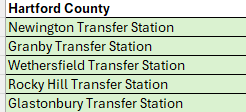 Hartford County
Newington Transfer Station
Granby Transfer Station
Wethersfield Transfer Station
Rocky Hill Transfer Station
Glastonbury Transfer Station